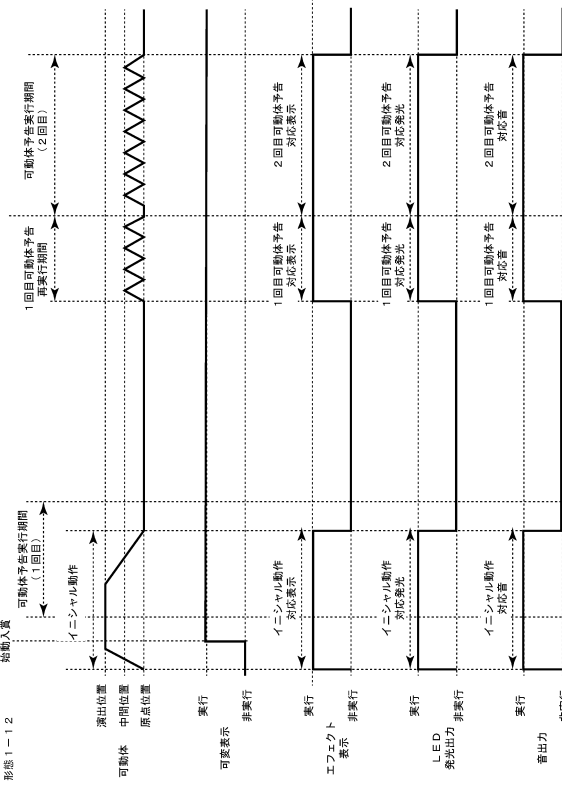 形態１－１２
始動入賞
可動体予告実行期間
（１回目）
１回目可動体予告
再実行期間
可動体予告実行期間
（２回目）
イニシャル動作
可動体
演出位置
中間位置
原点位置
可変表示
実行
非実行
エフェクト
表示
実行
非実行
イニシャル動作
対応表示
１回目可動体予告
対応表示
２回目可動体予告
対応表示
ＬＥＤ
発光出力
実行
非実行
イニシャル動作
対応発光
１回目可動体予告
対応発光
２回目可動体予告
対応発光
音出力
実行
非実行
イニシャル動作
対応音
１回目可動体予告
対応音
２回目可動体予告
対応音